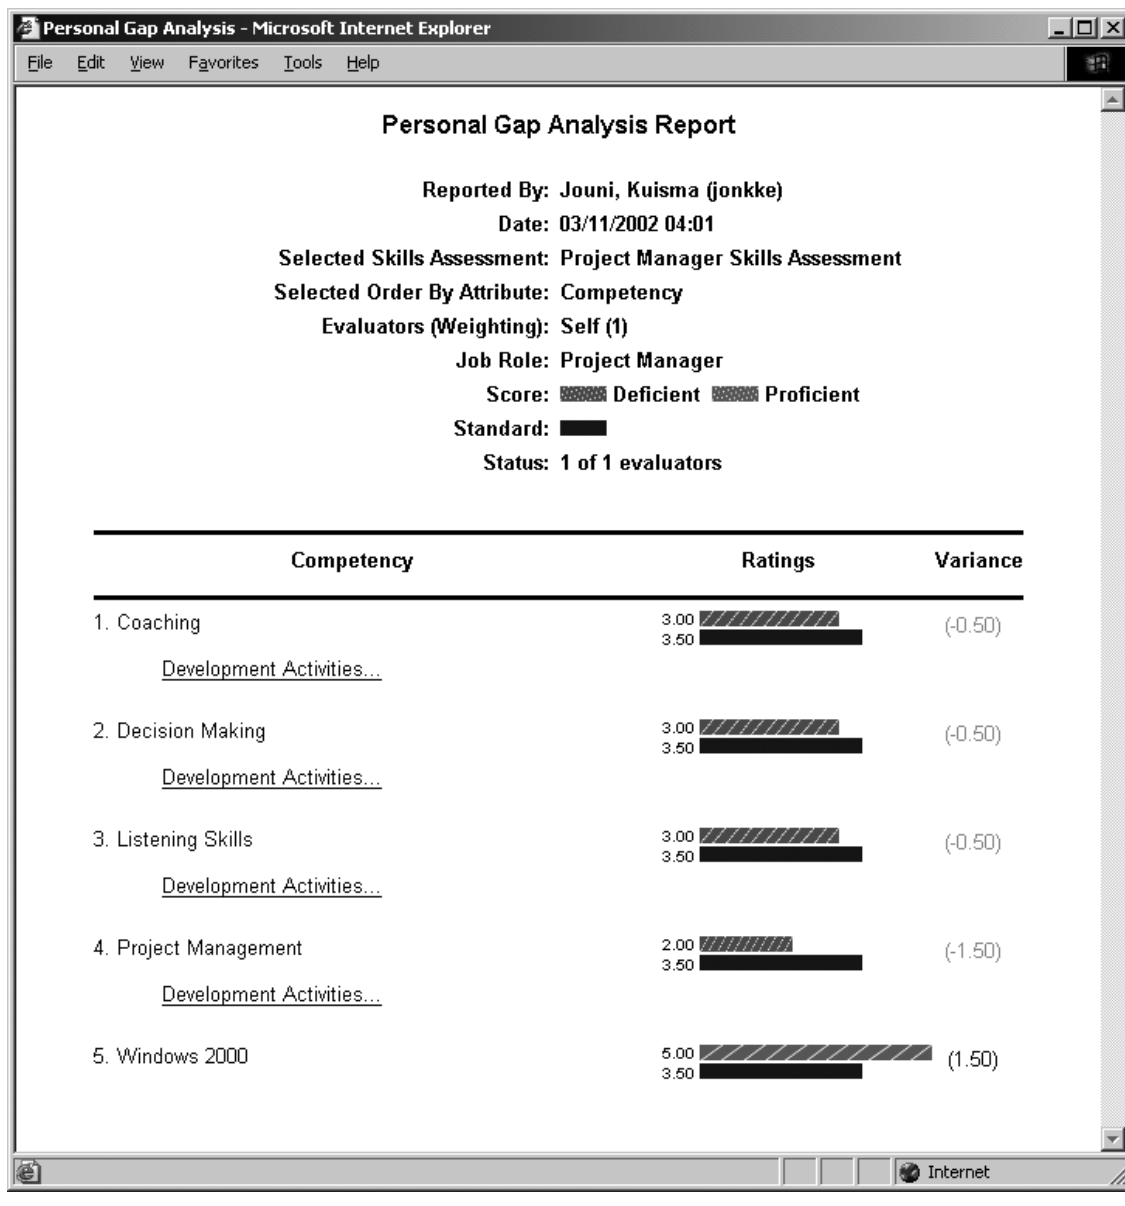 Personal Gap Analysis - Microsoft Internet Explorer
File Edit View Favorites Tools Help
Personal Gap Analysis Report
Reported By: Jouni, Kuisma (jonkke)
Date: 03/11/2002 04:01
Selected Skills Assessment: Project Manager Skills Assessment
Selected Order By Attribute: Competency
Evaluators (Weighting): Self (1)
Job Role: Project Manager
Score: Deficient Proficient
Standard:
Status: 1 of 1 evaluators
Competency Ratings Variance
1. Coaching 3.00 (-0.50)
3.50
Development Activities...
2. Decision Making 3.00 (-0.50)
3.50
Development Activities...
3. Listening Skills 3.00 (-0.50)
3.50
Development Activities...
4. Project Management 2.00 (-1.50)
3.50
Development Activities...
5. Windows 2000 5.00 (1.50)
3.50
Internet